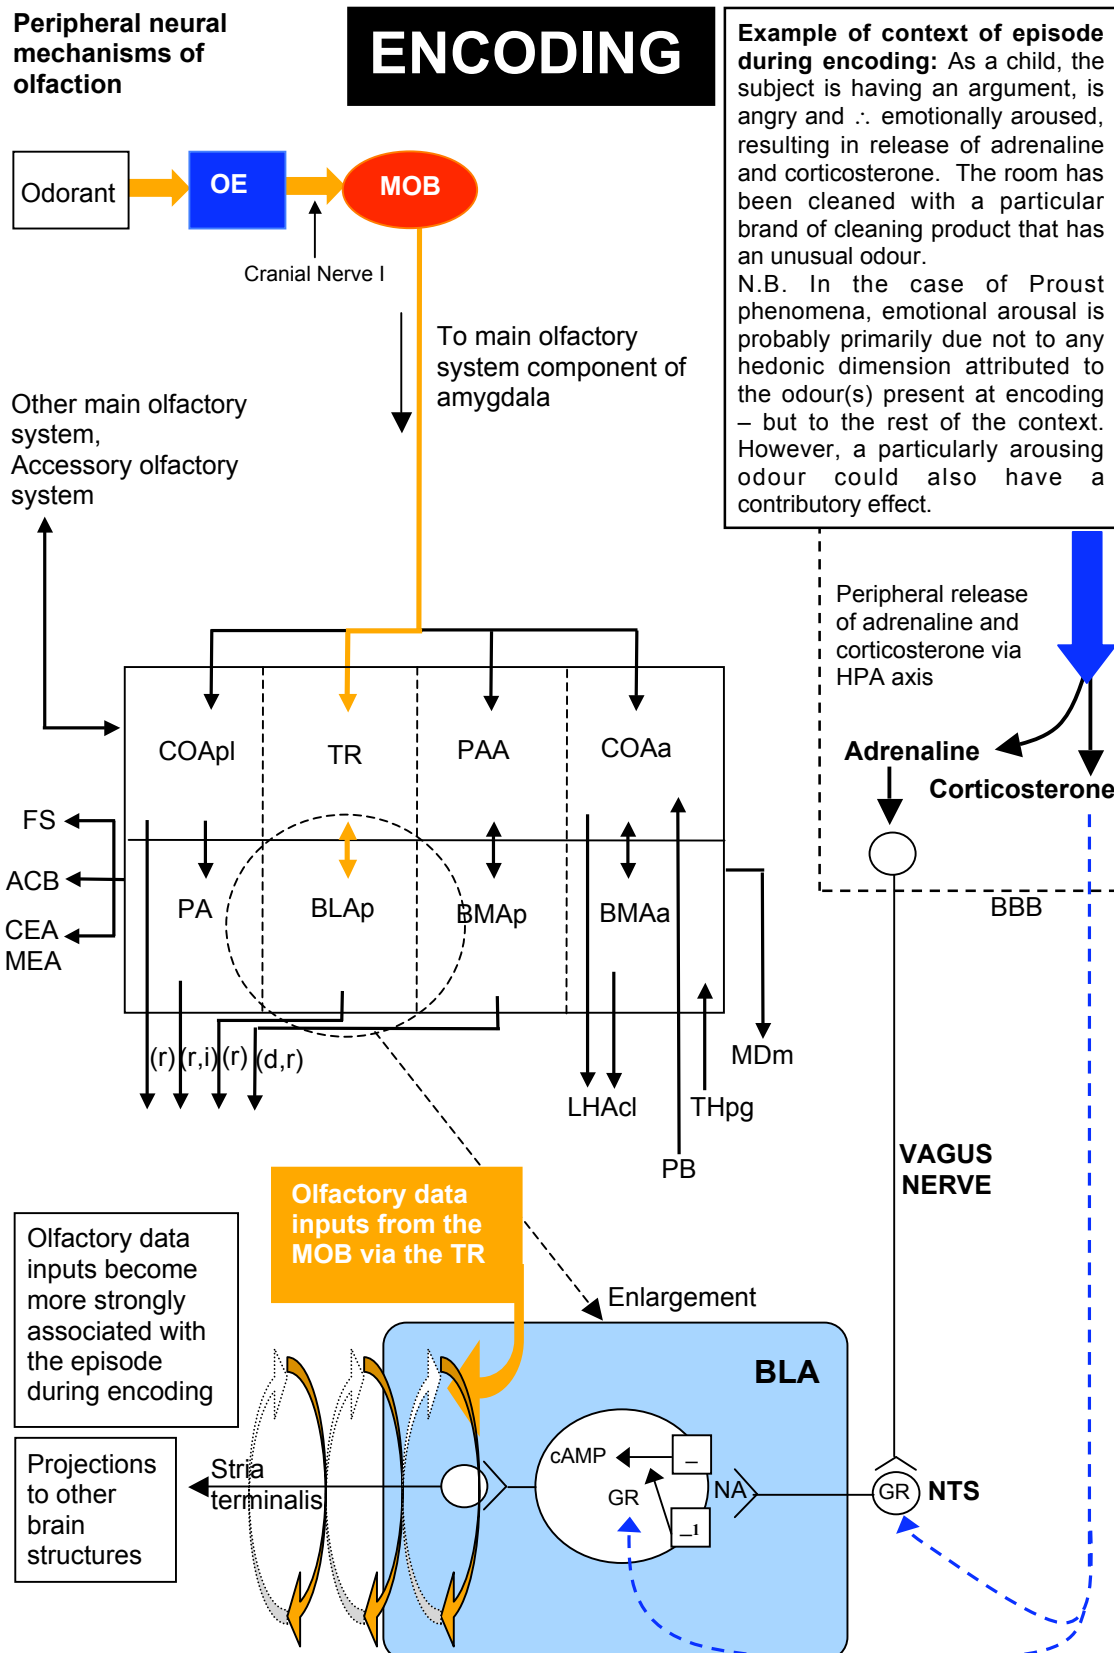 Peripheral neural
mechanisms of
olfaction
ENCODING
Example of context of episode
during encoding: As a child, the
subject is having an argument, is
angry and ∴ emotionally aroused,
resulting in release of adrenaline
and corticosterone. The room has
been cleaned with a particular
brand of cleaning product that has
an unusual odour.
N.B. In the case of Proust
phenomena, emotional arousal is
probably primarily due not to any
hedonic dimension attributed to
the odour(s) present at encoding
– but to the rest of the context.
However, a particularly arousing
odour could also have a
contributory effect.
Odorant
OE
MOB
Cranial Nerve I
To main olfactory
system component of
amygdala
Other main olfactory
system,
Accessory olfactory
system
Peripheral release
of adrenaline and
corticosterone via
HPA axis
Adrenaline
Corticosterone
COApl
TR
PAA
COAa
FS
ACB
CEA
MEA
PA
BLAp
BMAp
BMAa
BBB
(r)
(r,i)
(r)
(d,r)
LHAcl
THpg
MDm
PB
VAGUS
NERVE
Olfactory data
inputs from the
MOB via the TR
Olfactory data
inputs become
more strongly
associated with
the episode
during encoding
Enlargement
BLA
Projections
to other
brain
structures
Stria
terminalis
cAMP
_
GR
_1
NA
GR
NTS